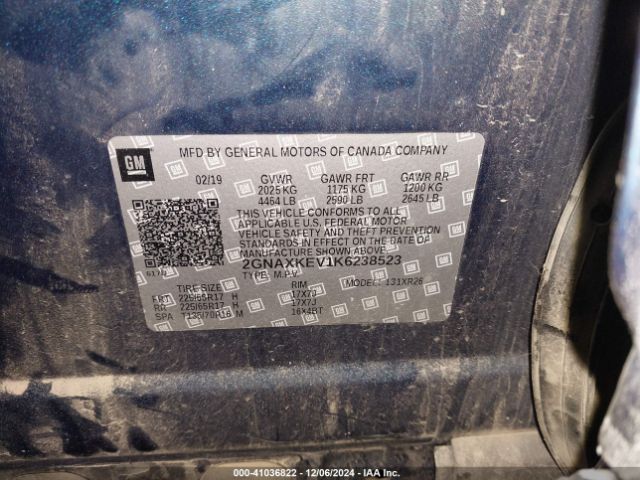 GM
MFD BY GENERAL MOTORS OF CANADA COMPANY
02/19 GVWR GAWR FRT GAWR RR
2025 KG 1175 KG 1200 KG
4464 LB 2590 LB 2645 LB
THIS VEHICLE CONFORMS TO ALL
APPLICABLE U.S. FEDERAL MOTOR
VEHICLE SAFETY AND THEFT PREVENTION
STANDARDS IN EFFECT ON THE DATE OF
MANUFACTURE SHOWN ABOVE.
2GNAXKEV1K6238523
TYPE: M.P.V. MODEL: 131XR26
TIRE SIZE RIM
FRT 225/65R17 H 17X7J
RR 225/65R17 H 17X7J
SPA T135/70R16 M 16X4BT
000-41036822 — 12/06/2024 — IAA Inc.